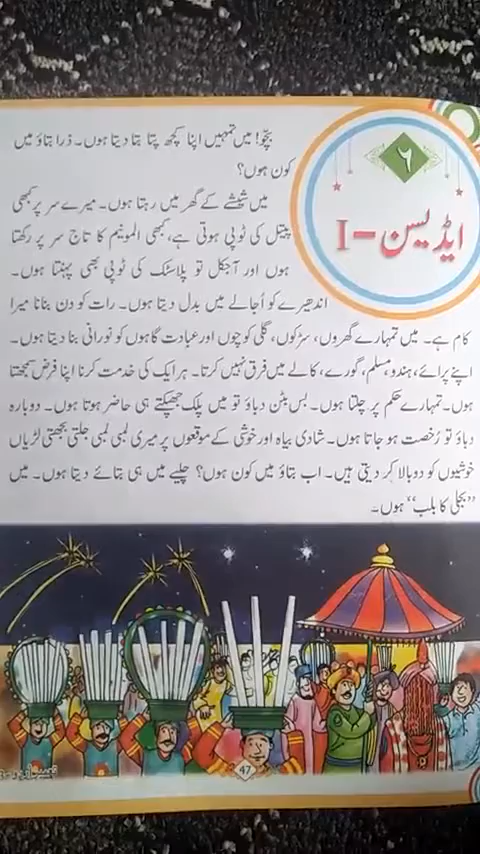 ۶
ایڈیسن-I
بچّو! میں تمہیں اپنا کچھ پتا بتا دیتا ہوں۔ ذرا بتاؤ میں
کون ہوں؟
میں شیشے کے گھر میں رہتا ہوں۔ میرے سر پر کبھی
پیتل کی ٹوپی ہوتی ہے، کبھی المونیم کا تاج سر پر رکھتا
ہوں اور آجکل تو پلاسٹک کی ٹوپی بھی پہنتا ہوں۔
اندھیرے کو اُجالے میں بدل دیتا ہوں۔ رات کو دن بنانا میرا
کام ہے۔ میں تمہارے گھروں، سڑکوں، گلی کوچوں اور عبادت گاہوں کو نورانی بنا دیتا ہوں۔
اپنے پرائے، ہندو، مسلم، گورے، کالے میں فرق نہیں کرتا۔ ہر ایک کی خدمت کرنا اپنا فرض سمجھتا
ہوں۔ تمہارے حکم پر چلتا ہوں۔ بس بٹن دباؤ تو میں پلک جھپکتے ہی حاضر ہوتا ہوں۔ دوبارہ
دباؤ تو رُخصت ہو جاتا ہوں۔ شادی بیاہ اور خوشی کے موقعوں پر میری لمبی لمبی جلتی بجھتی لڑیاں
خوشیوں کو دوبالا کر دیتی ہیں۔ اب بتاؤ میں کون ہوں؟ چلیے میں ہی بتائے دیتا ہوں۔ میں
”بجلی کا بلب“ ہوں۔
47